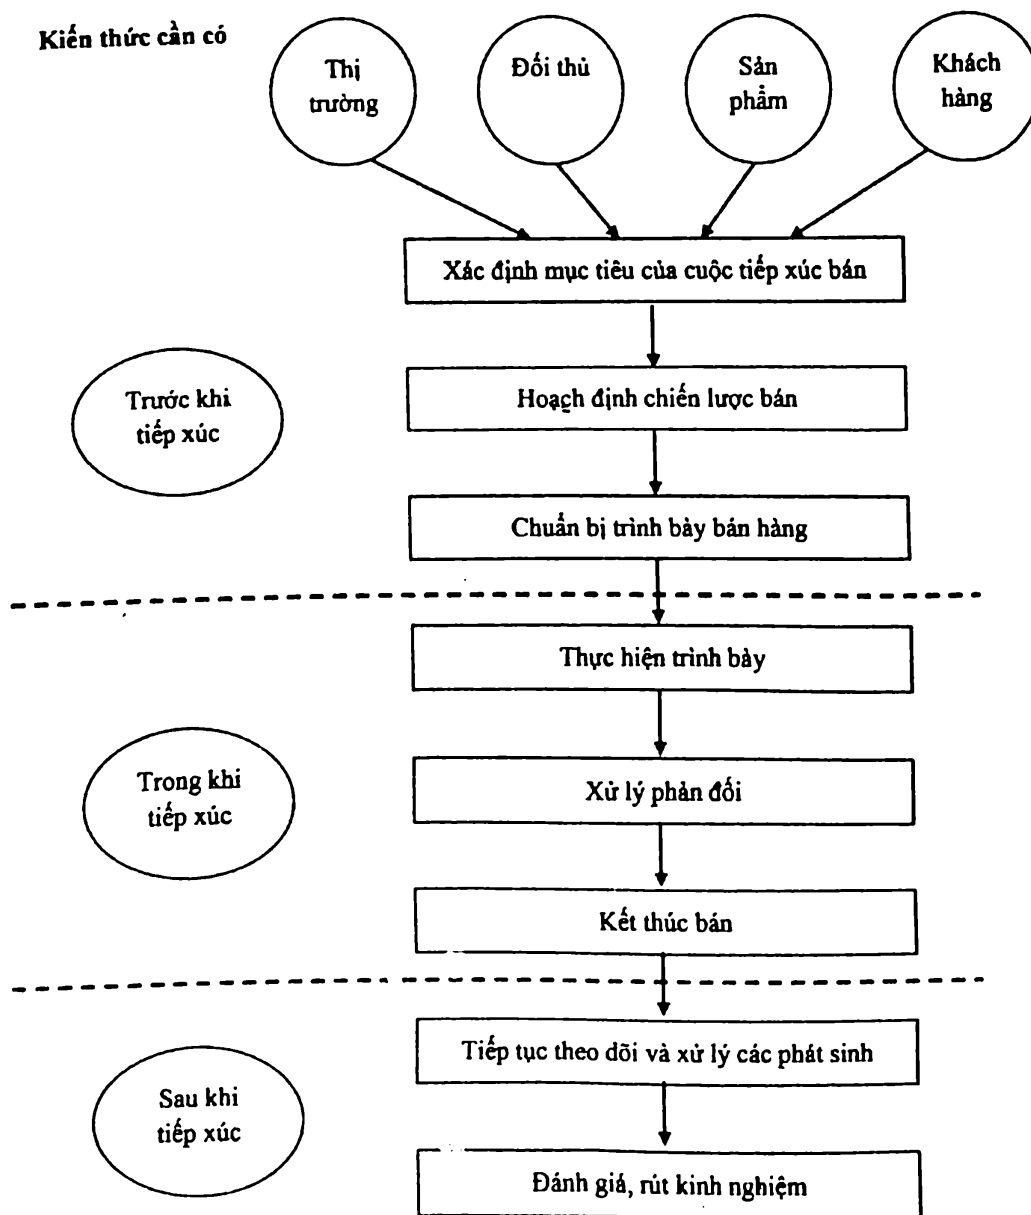 Kiến thức cần có
Thị
trường
Đối thủ
Sản
phẩm
Khách
hàng
Xác định mục tiêu của cuộc tiếp xúc bán
Trước khi
tiếp xúc
Hoạch định chiến lược bán
Chuẩn bị trình bày bán hàng
Thực hiện trình bày
Trong khi
tiếp xúc
Xử lý phản đối
Kết thúc bán
Tiếp tục theo dõi và xử lý các phát sinh
Sau khi
tiếp xúc
Đánh giá, rút kinh nghiệm